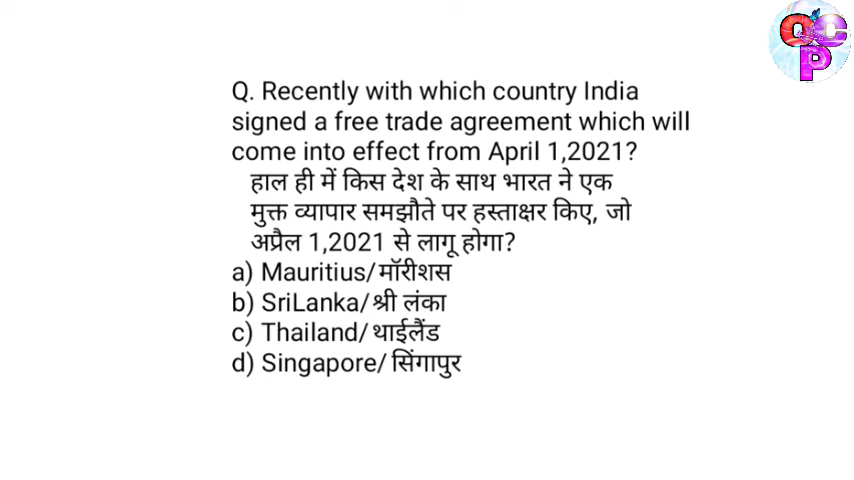 QCP
Q. Recently with which country India
signed a free trade agreement which will
come into effect from April 1,2021?
हाल ही में किस देश के साथ भारत ने एक
मुक्त व्यापार समझौते पर हस्ताक्षर किए, जो
अप्रैल 1,2021 से लागू होगा?
a) Mauritius/मॉरीशस
b) SriLanka/श्री लंका
c) Thailand/थाईलैंड
d) Singapore/सिंगापुर